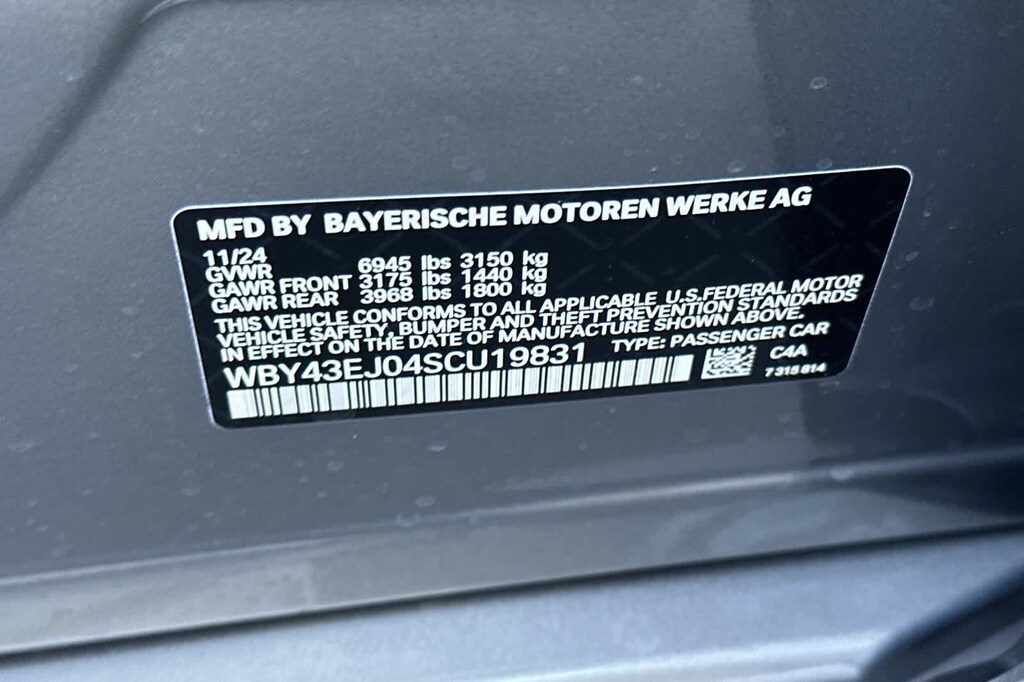 MFD BY BAYERISCHE MOTOREN WERKE AG
11/24
GVWR 6945 lbs 3150 kg
GAWR FRONT 3175 lbs 1440 kg
GAWR REAR 3968 lbs 1800 kg
THIS VEHICLE CONFORMS TO ALL APPLICABLE U.S.FEDERAL MOTOR
VEHICLE SAFETY, BUMPER AND THEFT PREVENTION STANDARDS
IN EFFECT ON THE DATE OF MANUFACTURE SHOWN ABOVE.
WBY43EJ04SCU19831 TYPE: PASSENGER CAR
C4A
7 315 814